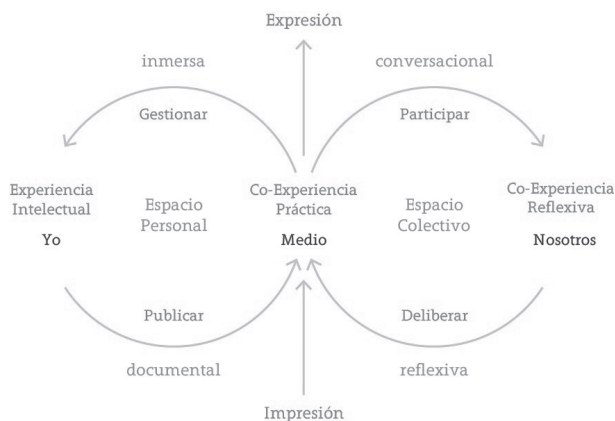 Expresión
inmersa
conversacional
Gestionar
Participar
Experiencia
Intelectual
Yo
Espacio
Personal
Co-Experiencia
Práctica
Medio
Espacio
Colectivo
Co-Experiencia
Reflexiva
Nosotros
Publicar
Deliberar
documental
reflexiva
Impresión